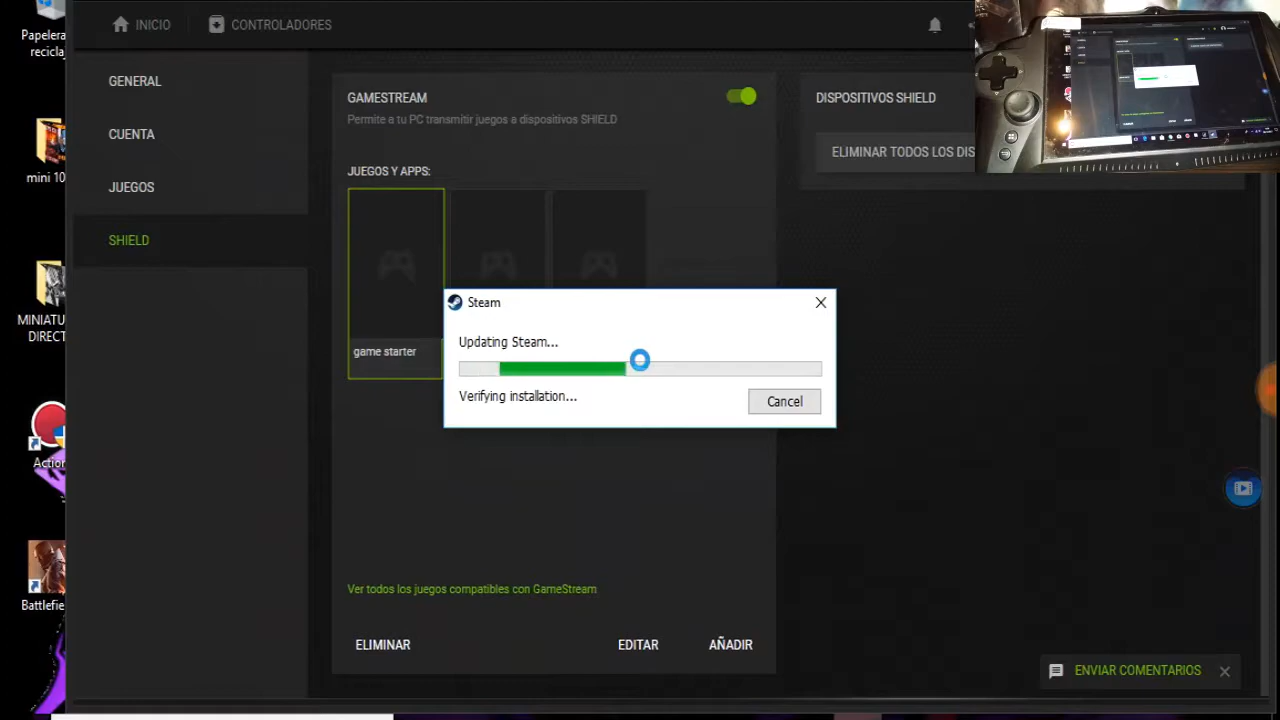 Papelera
recicla
mini 10
MINIATU
DIRECT
Action
Battlefie
INICIO
CONTROLADORES
GENERAL
CUENTA
JUEGOS
SHIELD
GAMESTREAM
Permite a tu PC transmitir juegos a dispositivos SHIELD
JUEGOS Y APPS:
game starter
DISPOSITIVOS SHIELD
ELIMINAR TODOS LOS DIS
Steam
Updating Steam...
Verifying installation...
Cancel
Ver todos los juegos compatibles con GameStream
ELIMINAR
EDITAR
AÑADIR
ENVIAR COMENTARIOS